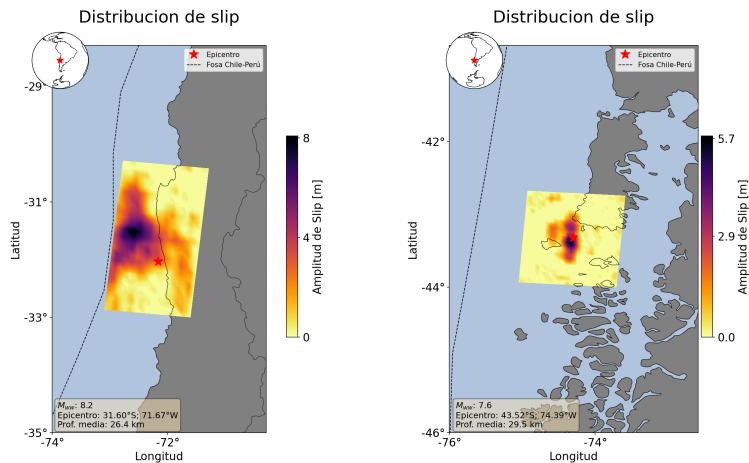 Distribucion de slip
Epicentro
Fosa Chile-Perú
-29°
-31°
-33°
-35°
Latitud
-74°
-72°
Longitud
8
4
0
Amplitud de Slip [m]
Mww: 8.2
Epicentro: 31.60°S; 71.67°W
Prof. media: 26.4 km
Distribucion de slip
Epicentro
Fosa Chile-Perú
-42°
-44°
-46°
Latitud
-76°
-74°
Longitud
5.7
2.9
0.0
Amplitud de Slip [m]
Mww: 7.6
Epicentro: 43.52°S; 74.39°W
Prof. media: 29.5 km